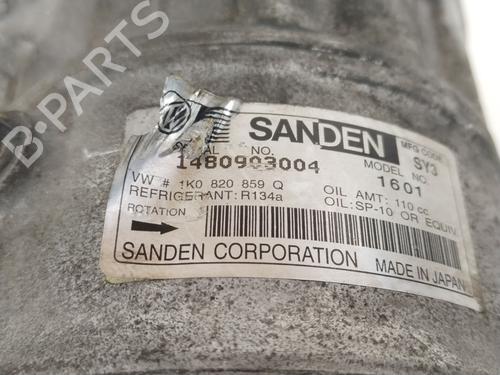 B-PARTS
SANDEN
MFG CODE
SY3
SERIAL NO.
1480903004
MODEL NO.
1601
VW # 1K0 820 859 Q
REFRIGERANT: R134a
OIL AMT: 110 cc
OIL: SP-10 OR EQUIV
ROTATION
SANDEN CORPORATION
MADE IN JAPAN